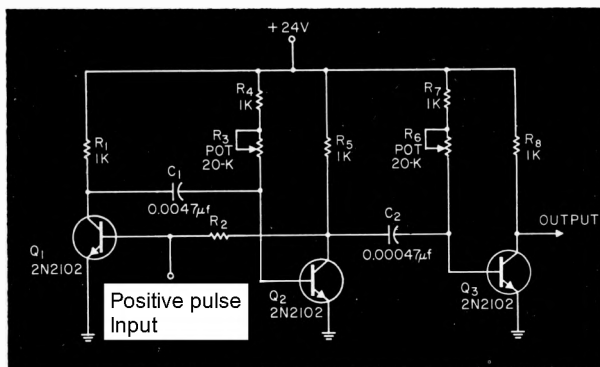 +24V
R4
1K
R7
1K
R1
1K
R3
POT
20-K
R5
1K
R6
POT
20-K
R8
1K
C1
0.0047µf
R2
C2
0.00047µf
OUTPUT
Q1
2N2102
Positive pulse
Input
Q2
2N2102
Q3
2N2102